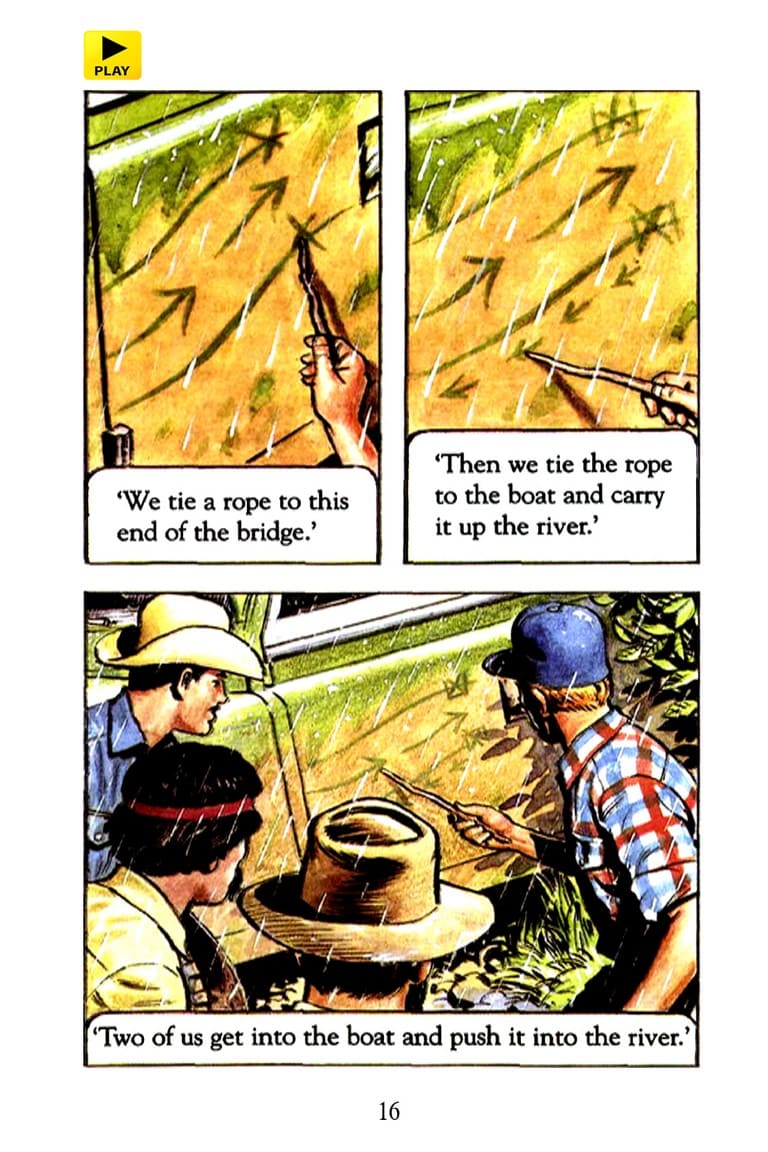 PLAY
‘We tie a rope to this
end of the bridge.’
‘Then we tie the rope
to the boat and carry
it up the river.’
‘Two of us get into the boat and push it into the river.’
16